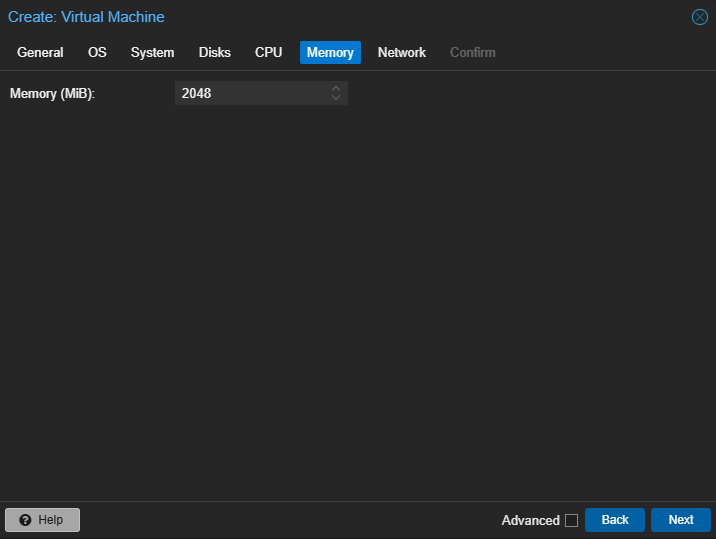 Create: Virtual Machine
General OS System Disks CPU Memory Network Confirm
Memory (MiB): 2048
Help Advanced Back Next